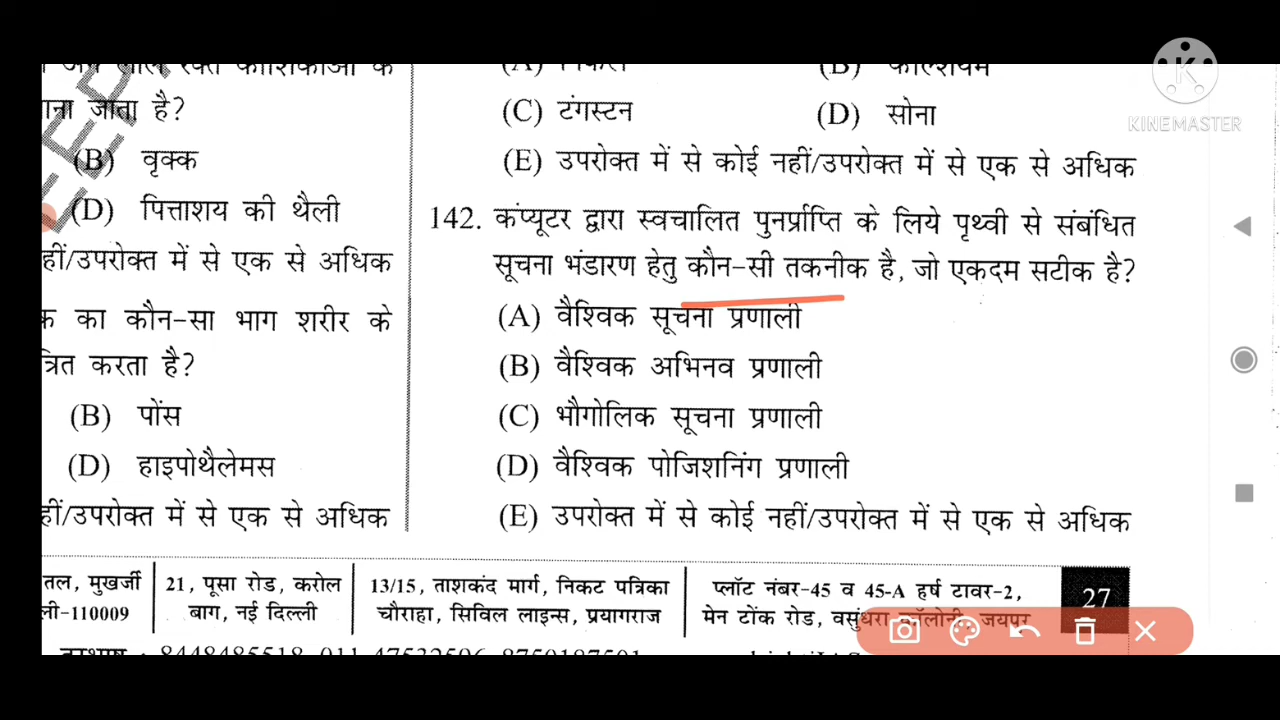 ाना जाता है?
(B) वृक्क
(D) पित्ताशय की थैली
हीं/उपरोक्त में से एक से अधिक
क का कौन-सा भाग शरीर के
त्रित करता है?
(B) पोंस
(D) हाइपोथैलेमस
हीं/उपरोक्त में से एक से अधिक
(C) टंगस्टन (D) सोना
(E) उपरोक्त में से कोई नहीं/उपरोक्त में से एक से अधिक
142. कंप्यूटर द्वारा स्वचालित पुनर्प्राप्ति के लिये पृथ्वी से संबंधित
सूचना भंडारण हेतु कौन-सी तकनीक है, जो एकदम सटीक है?
(A) वैश्विक सूचना प्रणाली
(B) वैश्विक अभिनव प्रणाली
(C) भौगोलिक सूचना प्रणाली
(D) वैश्विक पोजिशनिंग प्रणाली
(E) उपरोक्त में से कोई नहीं/उपरोक्त में से एक से अधिक
तल, मुखर्जी
ली-110009
21, पूसा रोड, करोल
बाग, नई दिल्ली
13/15, ताशकंद मार्ग, निकट पत्रिका
चौराहा, सिविल लाइन्स, प्रयागराज
प्लॉट नंबर-45 व 45-A हर्ष टावर-2,
मेन टोंक रोड, वसुंधरा कॉलोनी, जयपुर
27
KINEMASTER